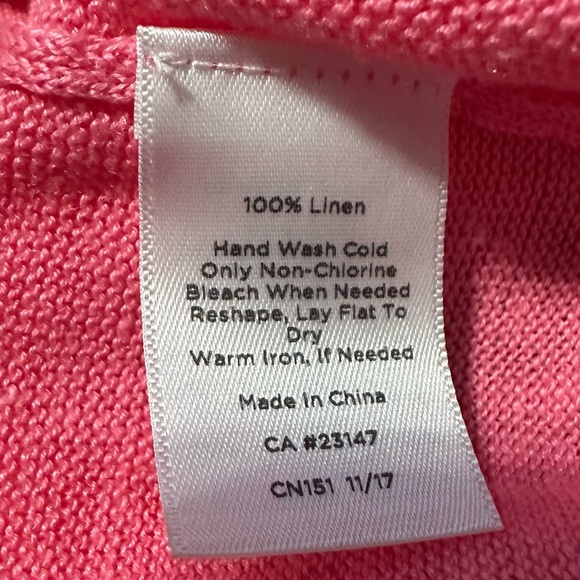 100% Linen
Hand Wash Cold
Only Non-Chlorine
Bleach When Needed
Reshape, Lay Flat To
Dry
Warm Iron, If Needed
Made In China
CA #23147
CN151 11/17